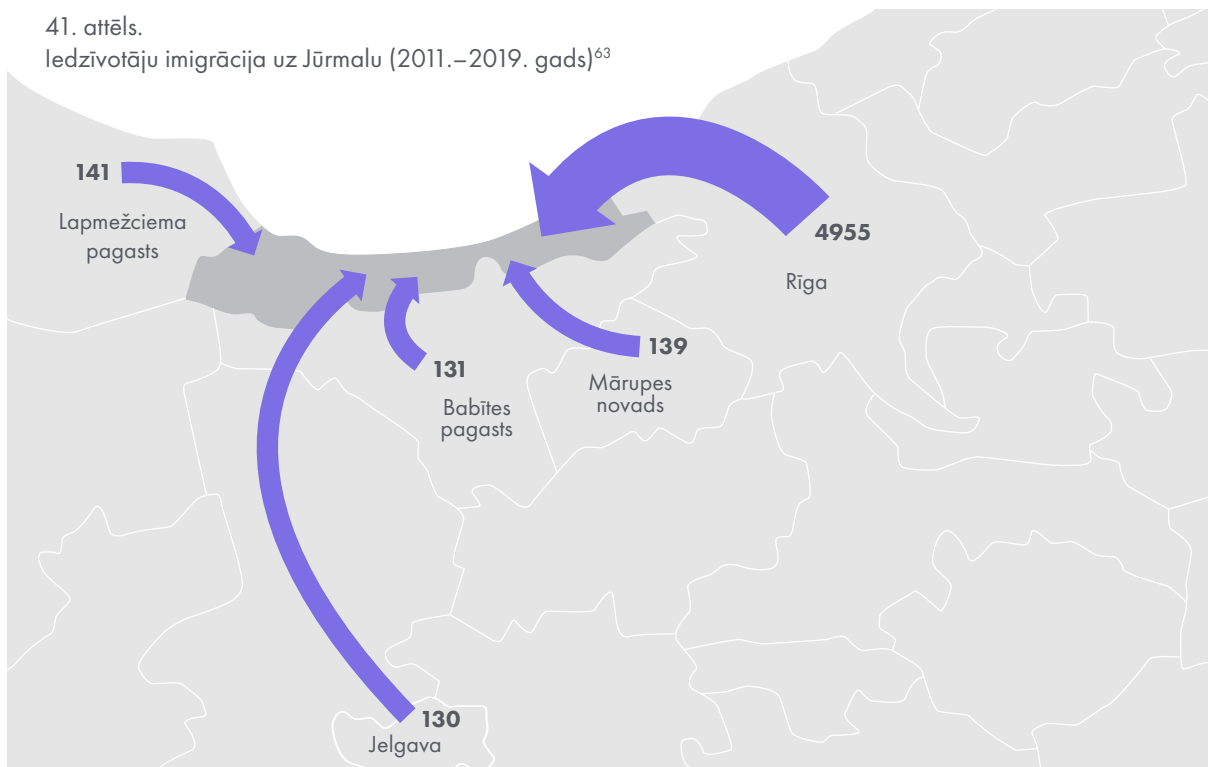 41. attēls.
Iedzīvotāju imigrācija uz Jūrmalu (2011.–2019. gads)⁶³
141
Lapmežciema
pagasts
4955
Rīga
139
Mārupes
novads
131
Babītes
pagasts
130
Jelgava